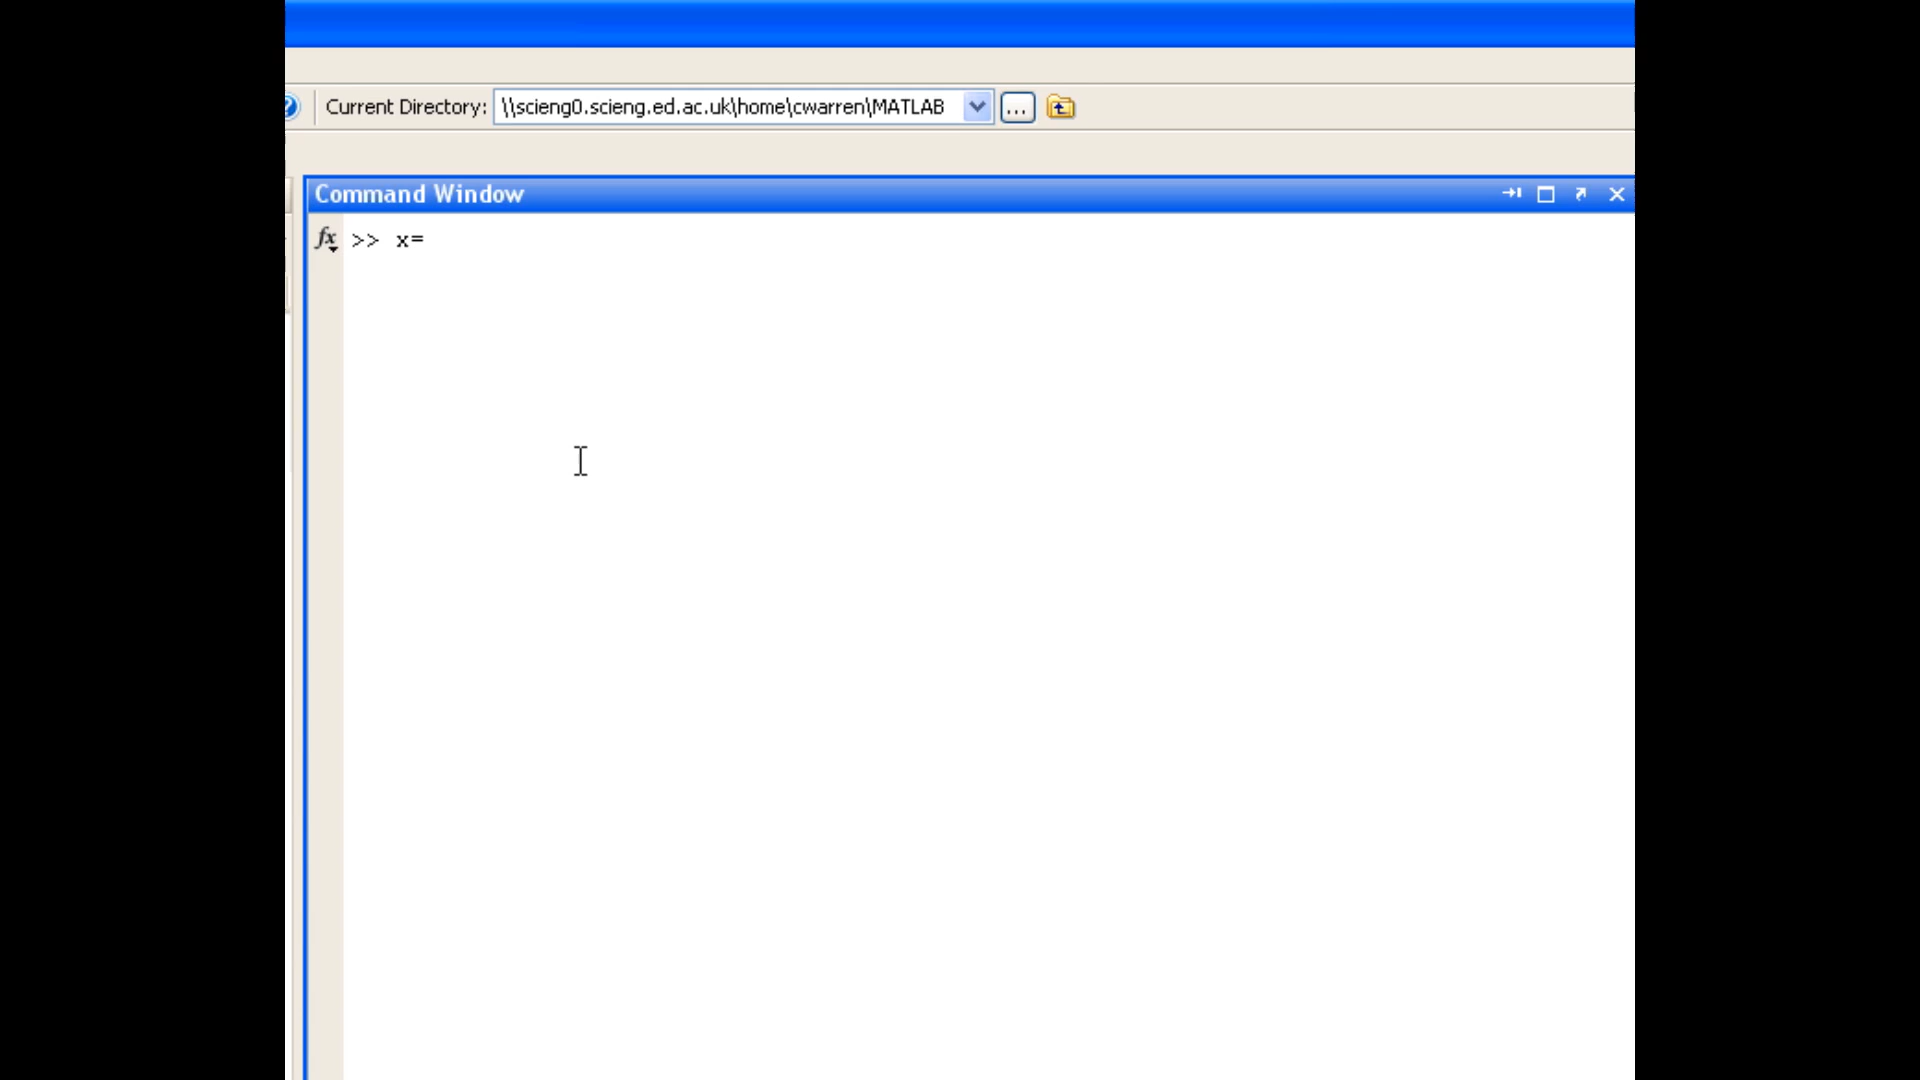 Current Directory: \\scieng0.scieng.ed.ac.uk\home\cwarren\MATLAB ...
Command Window
fx >> x=